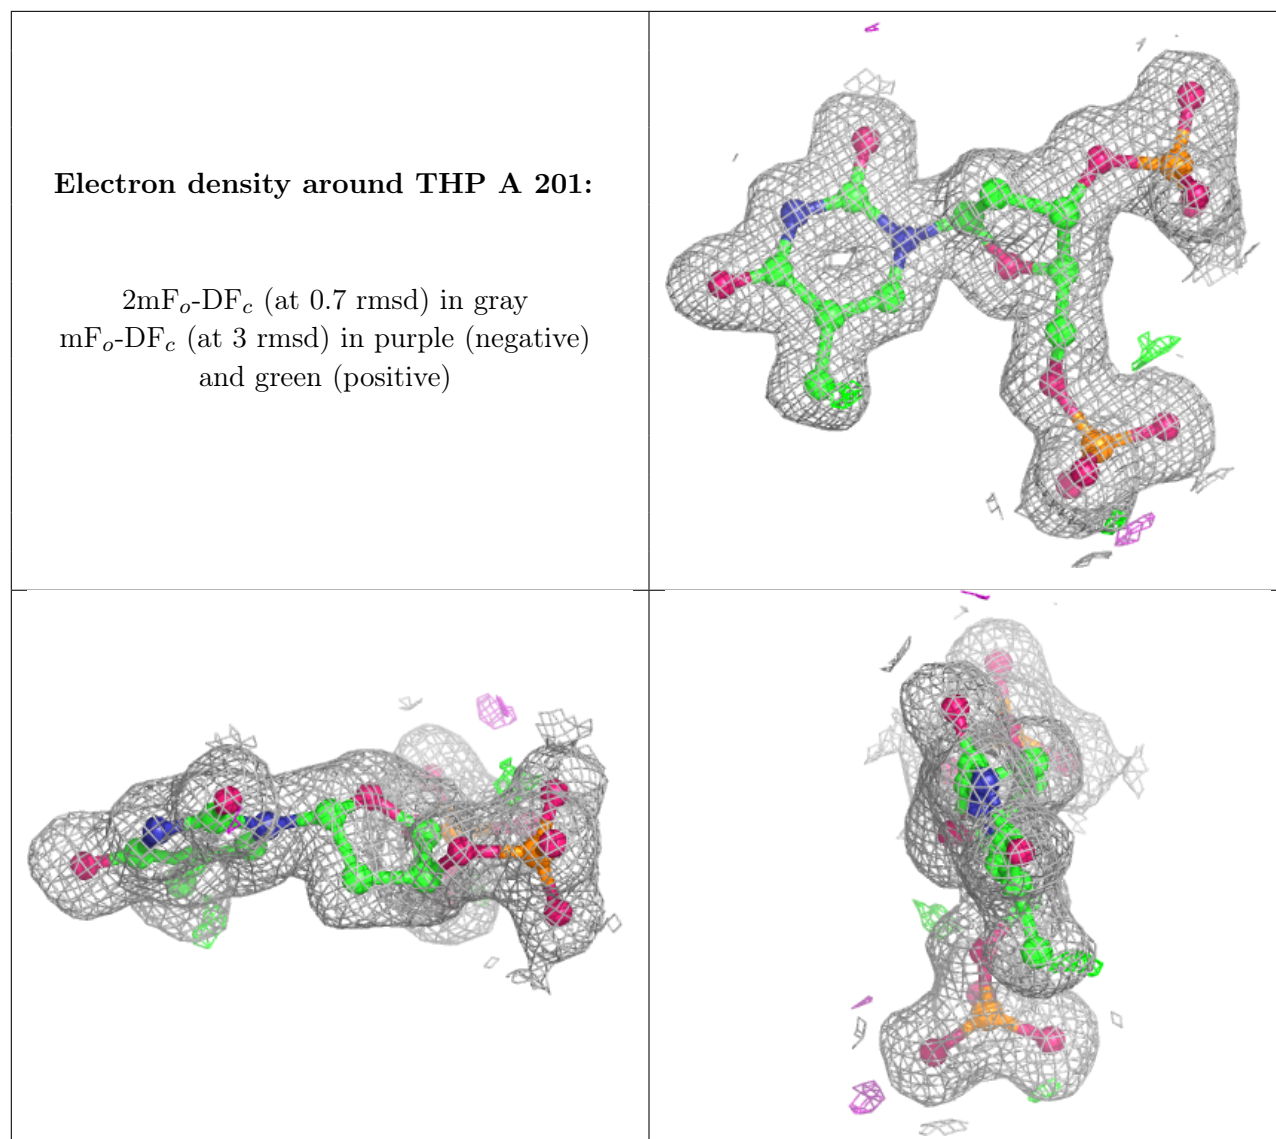 Electron density around THP A 201:
2mFo-DFc (at 0.7 rmsd) in gray
mFo-DFc (at 3 rmsd) in purple (negative)
and green (positive)